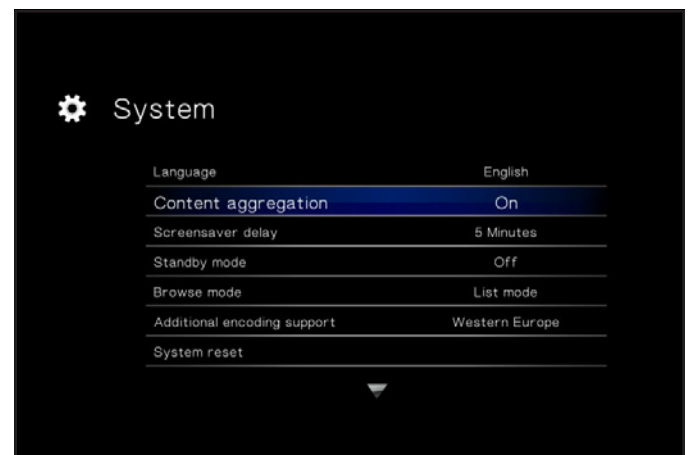 System
Language English
Content aggregation On
Screensaver delay 5 Minutes
Standby mode Off
Browse mode List mode
Additional encoding support Western Europe
System reset